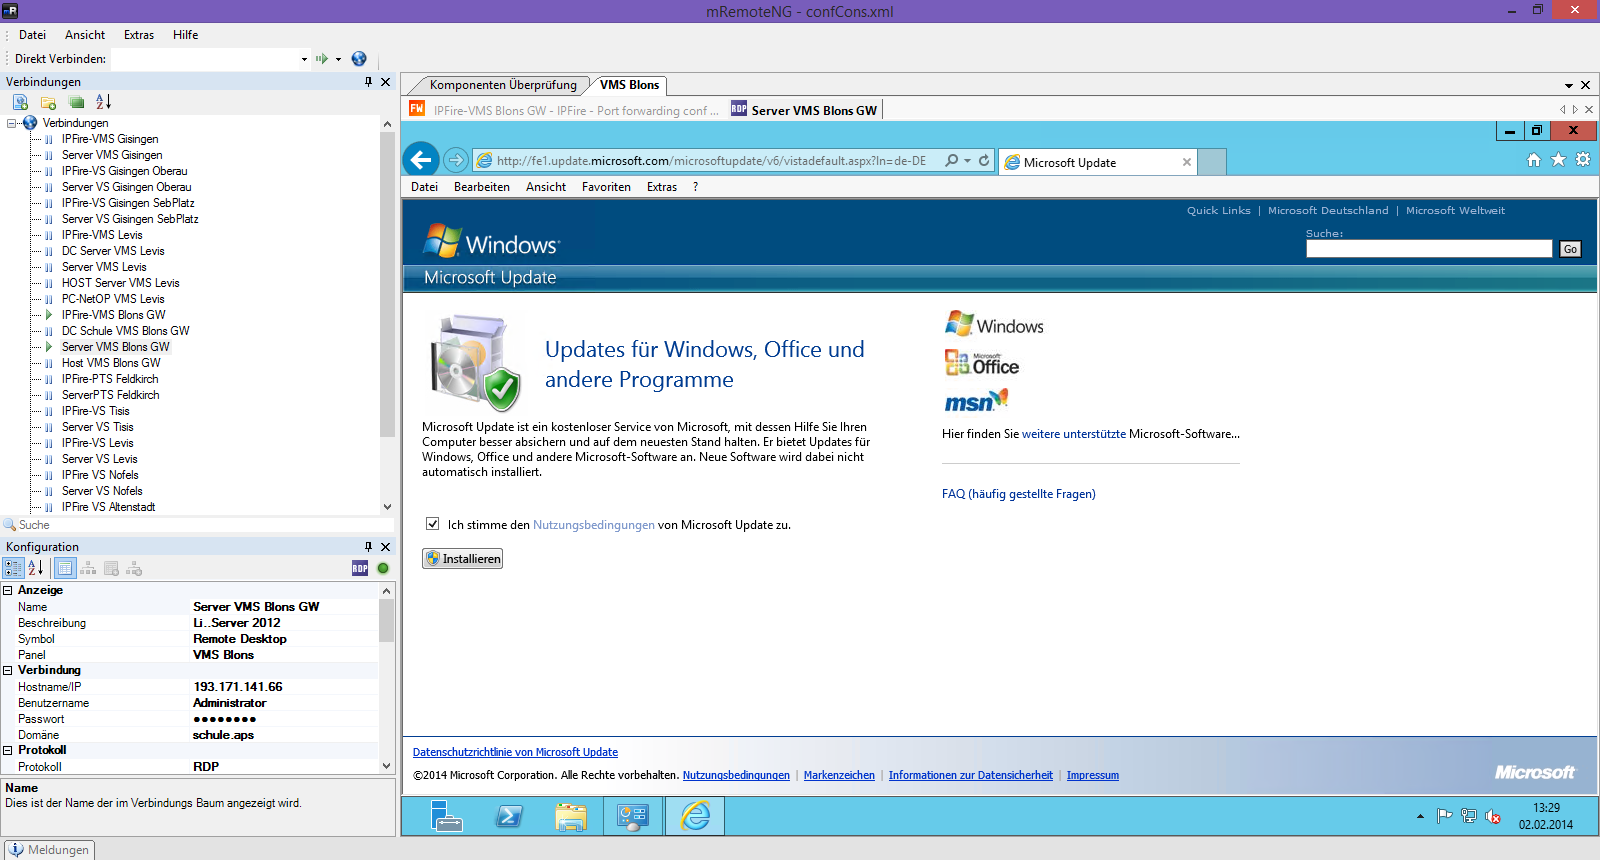 mRemoteNG - confCons.xml
Datei Ansicht Extras Hilfe
Direkt Verbinden:
Verbindungen
Verbindungen
IPFire-VMS Gisingen
Server VMS Gisingen
IPFire-VS Gisingen Oberau
Server VS Gisingen Oberau
IPFire-VS Gisingen SebPlatz
Server VS Gisingen SebPlatz
IPFire-VMS Levis
DC Server VMS Levis
Server VMS Levis
HOST Server VMS Levis
PC-NetOP VMS Levis
IPFire-VMS Blons GW
DC Schule VMS Blons GW
Server VMS Blons GW
Host VMS Blons GW
IPFire-PTS Feldkirch
ServerPTS Feldkirch
IPFire-VS Tisis
Server VS Tisis
IPFire-VS Levis
Server VS Levis
IPFire VS Nofels
Server VS Nofels
IPFire VS Altenstadt
Suche
Konfiguration
RDP
Anzeige
Name Server VMS Blons GW
Beschreibung Li..Server 2012
Symbol Remote Desktop
Panel VMS Blons
Verbindung
Hostname/IP 193.171.141.66
Benutzername Administrator
Passwort ●●●●●●●●
Domäne schule.aps
Protokoll
Protokoll RDP
Name
Dies ist der Name der im Verbindungs Baum angezeigt wird.
Meldungen
Komponenten Überprüfung VMS Blons
FW IPFire-VMS Blons GW - IPFire - Port forwarding conf ... RDP Server VMS Blons GW
http://fe1.update.microsoft.com/microsoftupdate/v6/vistadefault.aspx?ln=de-DE Microsoft Update
Datei Bearbeiten Ansicht Favoriten Extras ?
Quick Links | Microsoft Deutschland | Microsoft Weltweit
Suche:
Go
Windows
Microsoft Update
Updates für Windows, Office und
andere Programme
Microsoft Update ist ein kostenloser Service von Microsoft, mit dessen Hilfe Sie Ihren
Computer besser absichern und auf dem neuesten Stand halten. Er bietet Updates für
Windows, Office und andere Microsoft-Software an. Neue Software wird dabei nicht
automatisch installiert.
Ich stimme den Nutzungsbedingungen von Microsoft Update zu.
Installieren
Windows
Microsoft
Office
msn
Hier finden Sie weitere unterstützte Microsoft-Software...
FAQ (häufig gestellte Fragen)
Datenschutzrichtlinie von Microsoft Update
©2014 Microsoft Corporation. Alle Rechte vorbehalten. Nutzungsbedingungen | Markenzeichen | Informationen zur Datensicherheit | Impressum
Microsoft
13:29
02.02.2014